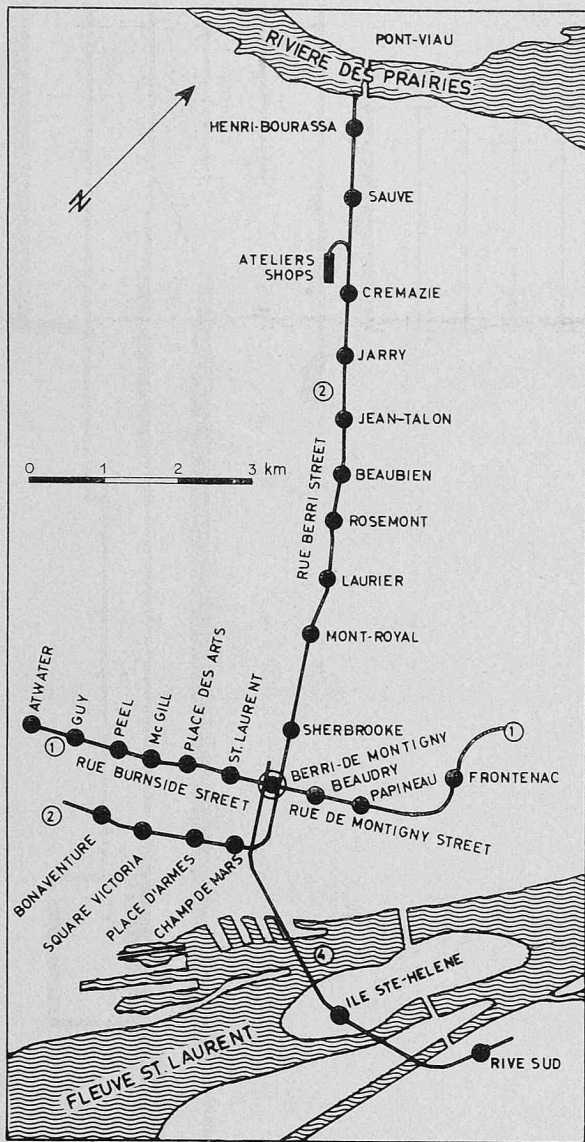 PONT-VIAU
RIVIÈRE DES PRAIRIES
HENRI-BOURASSA
N
SAUVE
ATELIERS
SHOPS
CREMAZIE
JARRY
2
JEAN-TALON
0 1 2 3 km
BEAUBIEN
RUE BERRI STREET
ROSEMONT
LAURIER
MONT-ROYAL
ATWATER
GUY
PEEL
McGILL
PLACE DES ARTS
ST. LAURENT
SHERBROOKE
1
RUE BURNSIDE STREET
BERRI-DE MONTIGNY
BEAUDRY
PAPINEAU
FRONTENAC
1
RUE DE MONTIGNY STREET
2
BONAVENTURE
SQUARE VICTORIA
PLACE D'ARMES
CHAMP DE MARS
4
ILE STE-HELENE
FLEUVE ST. LAURENT
RIVE SUD